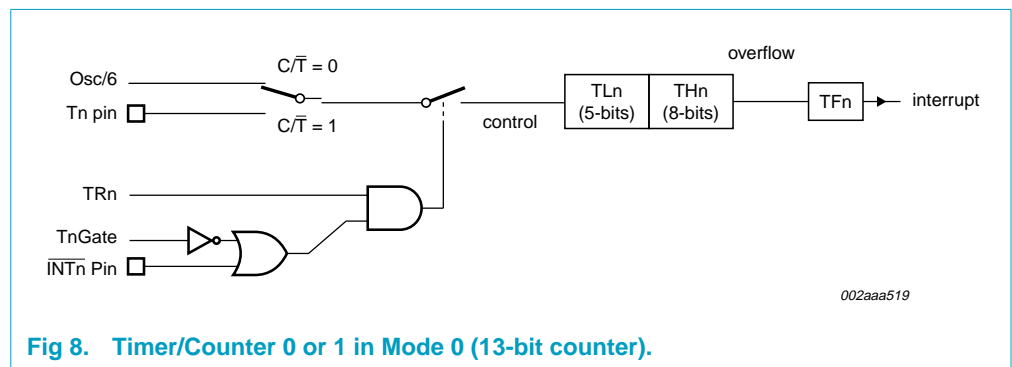 overflow
C/T̅ = 0
Osc/6
TLn THn
(5-bits) (8-bits)
TFn
interrupt
Tn pin
control
C/T̅ = 1
TRn
TnGate
I̅N̅T̅n̅ Pin
002aaa519
Fig 8. Timer/Counter 0 or 1 in Mode 0 (13-bit counter).